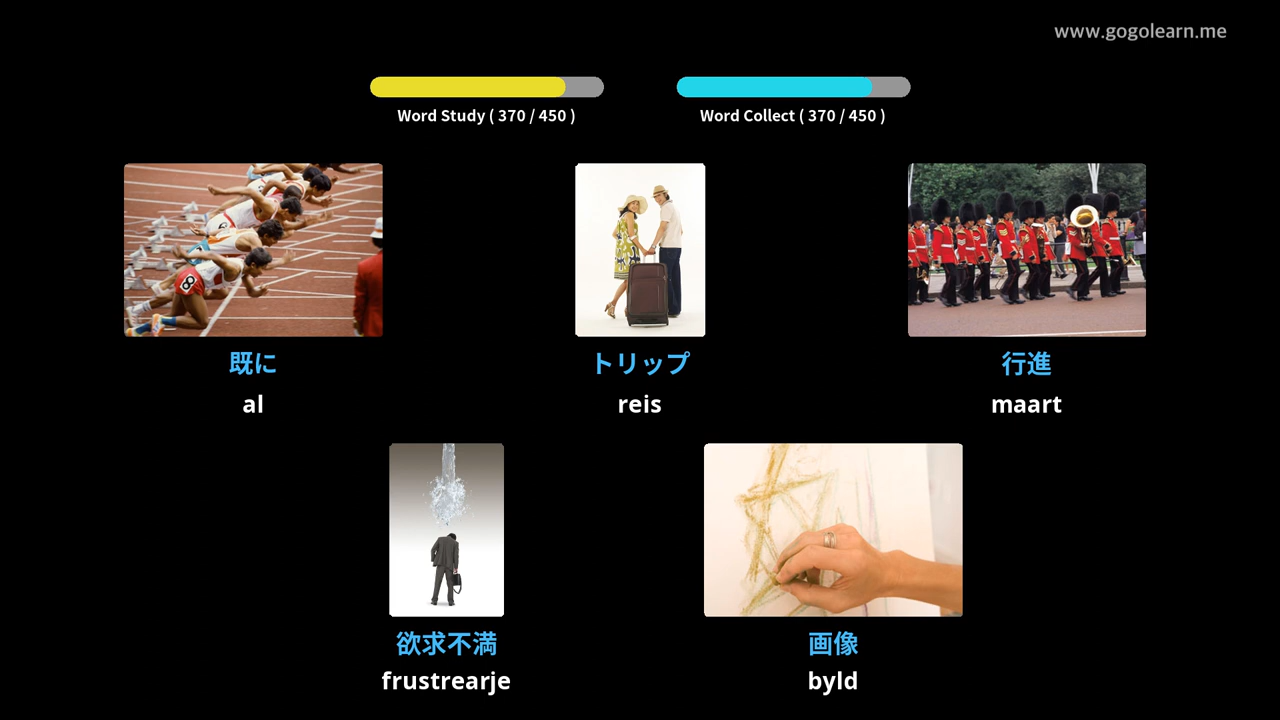 www.gogolearn.me
Word Study ( 370 / 450 )
Word Collect ( 370 / 450 )
既に
al
トリップ
reis
行進
maart
欲求不満
frustrearje
画像
byld
8